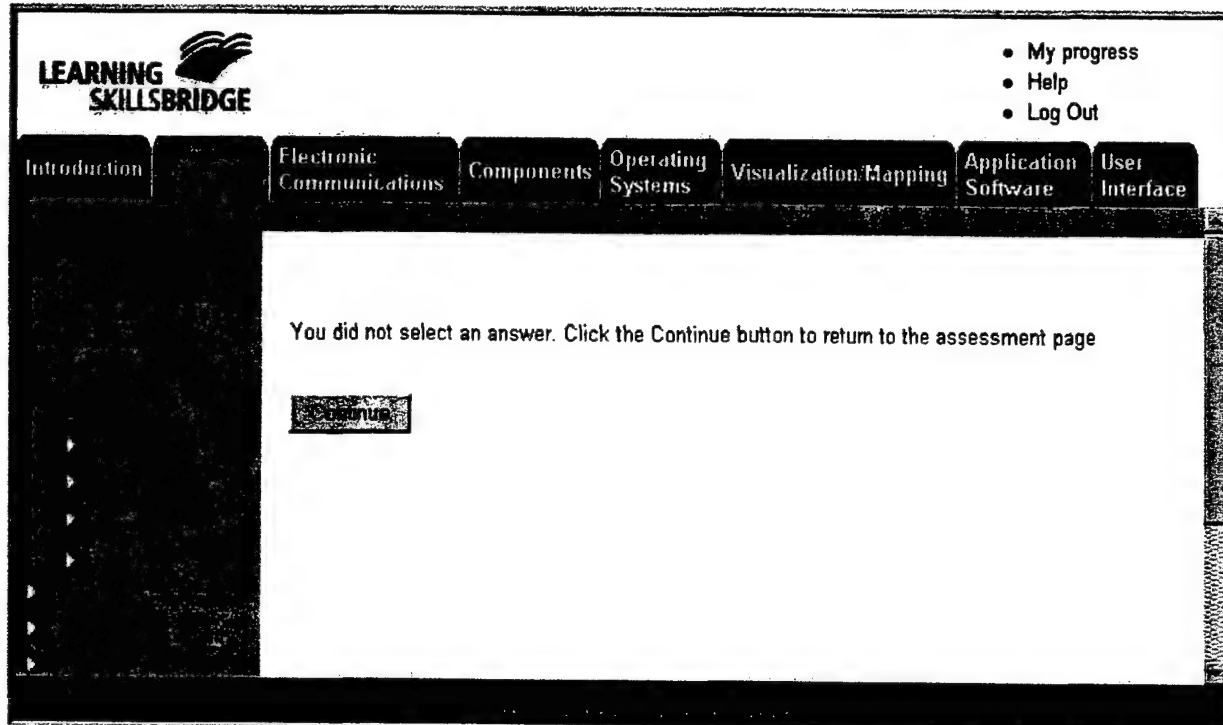 LEARNING
SKILLSBRIDGE
My progress
Help
Log Out
Introduction
Electronic
Communications
Components
Operating
Systems
Visualization/Mapping
Application
Software
User
Interface
You did not select an answer. Click the Continue button to return to the assessment page
Continue